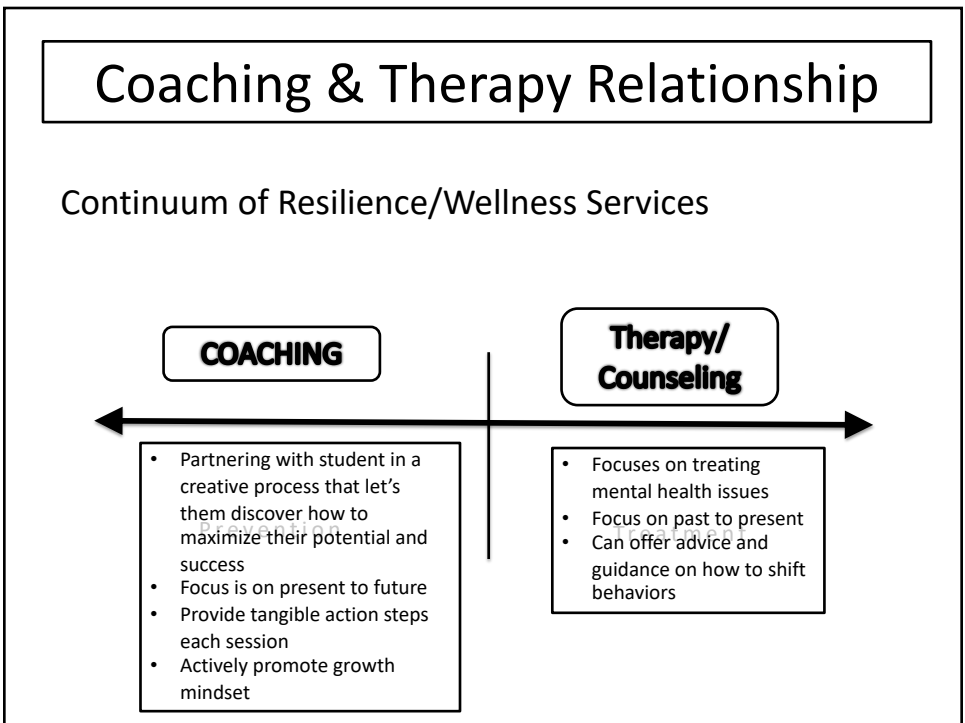 Coaching & Therapy Relationship
Continuum of Resilience/Wellness Services
COACHING
Therapy/
Counseling
• Partnering with student in a
creative process that let's
them discover how to
Prevention
maximize their potential and
success
• Focus is on present to future
• Provide tangible action steps
each session
• Actively promote growth
mindset
• Focuses on treating
mental health issues
• Focus on past to present
Treatment
• Can offer advice and
guidance on how to shift
behaviors